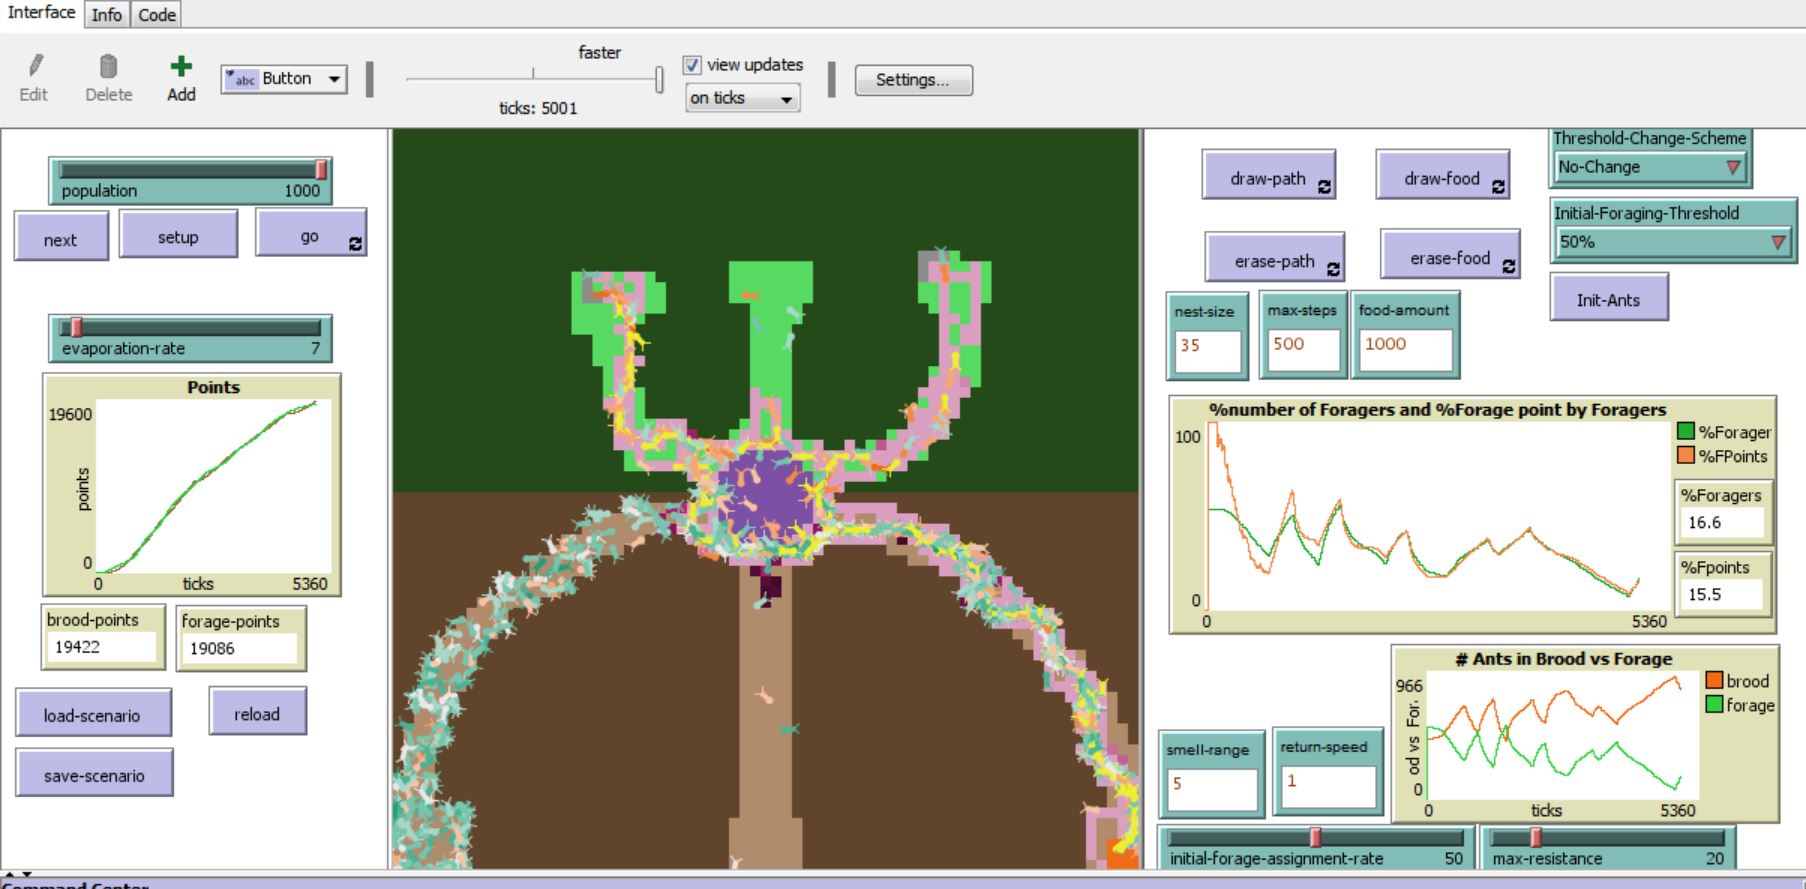 Interface Info Code
Edit
Delete
Add
abc Button
faster
ticks: 5001
view updates
on ticks
Settings...
population 1000
next
setup
go
evaporation-rate 7
Points
19600
points
0
0 ticks 5360
brood-points
19422
forage-points
19086
load-scenario
reload
save-scenario
draw-path
draw-food
erase-path
erase-food
Threshold-Change-Scheme
No-Change
Initial-Foraging-Threshold
50%
Init-Ants
nest-size
35
max-steps
500
food-amount
1000
%number of Foragers and %Forage point by Foragers
100
0
0 5360
%Forager
%FPoints
%Foragers
16.6
%Fpoints
15.5
smell-range
5
return-speed
1
# Ants in Brood vs Forage
966
od vs For.
0
0 ticks 5360
brood
forage
initial-forage-assignment-rate 50
max-resistance 20
Command Center